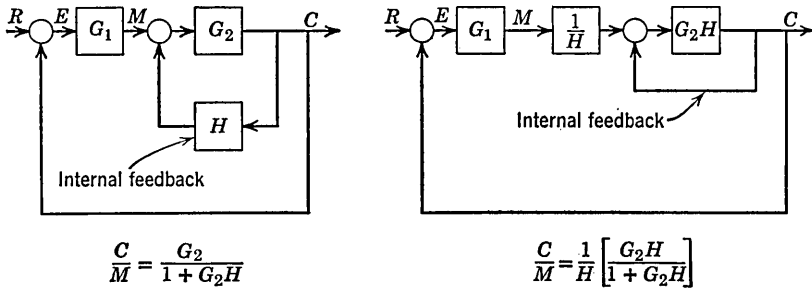 R E G₁ M G₂ C
H
Internal feedback
C/M = G₂/(1 + G₂H)
R E G₁ M 1/H G₂H C
Internal feedback
C/M = 1/H [G₂H/(1 + G₂H)]